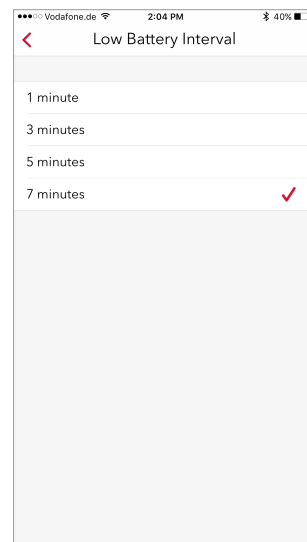 Vodafone.de 2:04 PM 40%
Low Battery Interval
1 minute
3 minutes
5 minutes
7 minutes